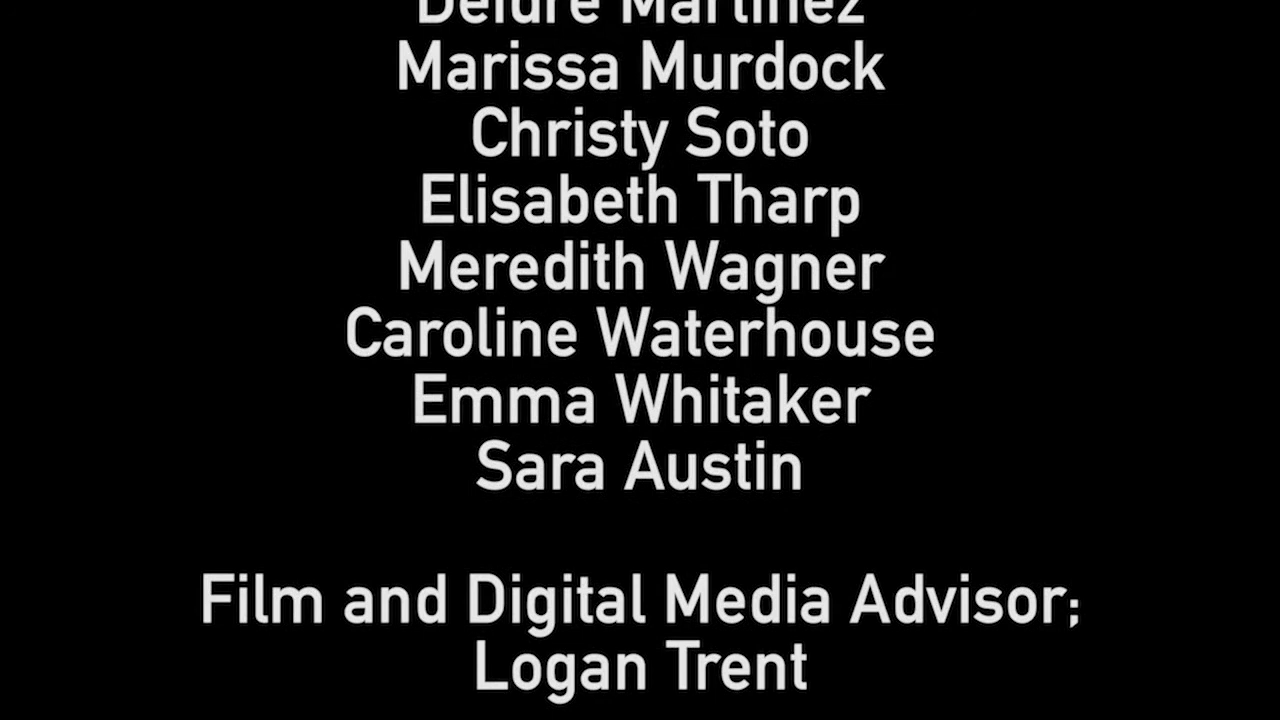 Martinez
Marissa Murdock
Christy Soto
Elisabeth Tharp
Meredith Wagner
Caroline Waterhouse
Emma Whitaker
Sara Austin
Film and Digital Media Advisor;
Logan Trent